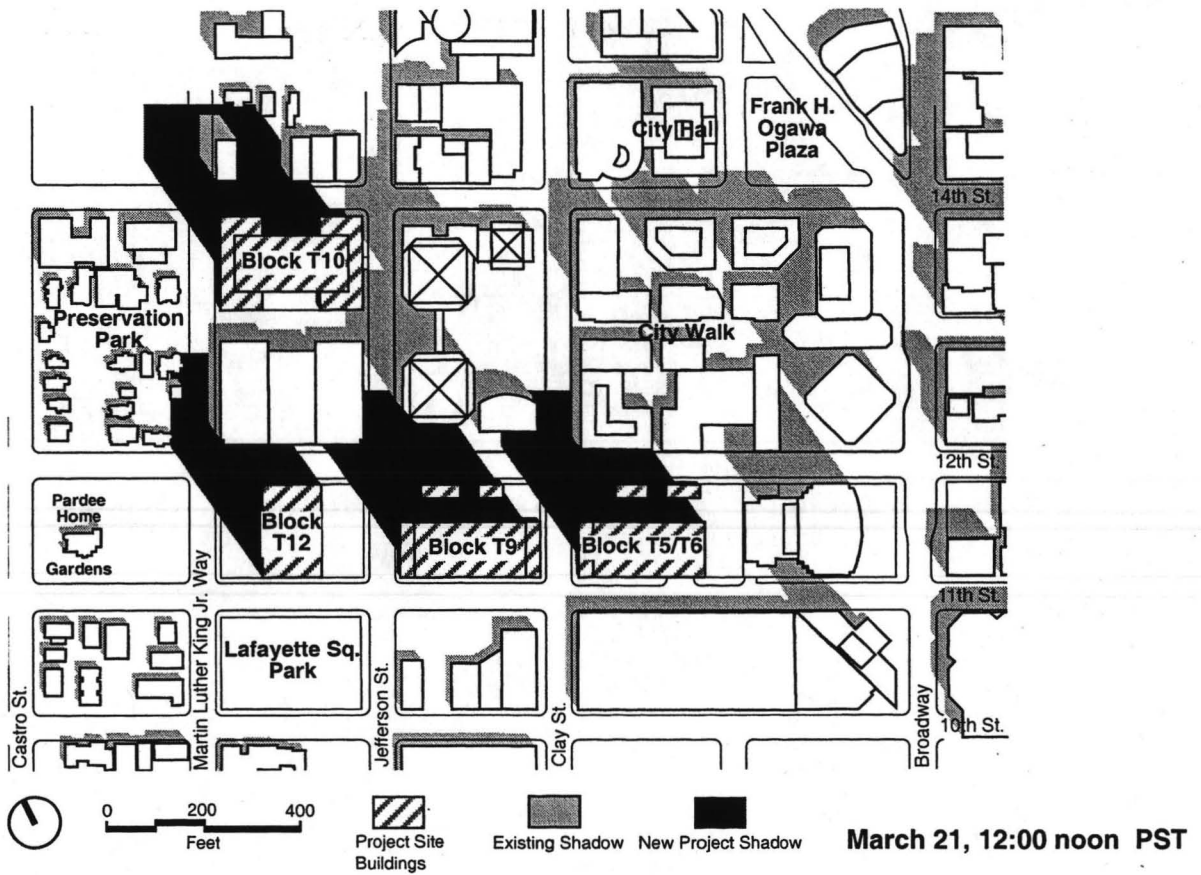 City Hall
Frank H.
Ogawa
Plaza
14th St.
Block T10
Preservation
Park
City Walk
12th St.
Pardee
Home
Gardens
Block
T12
Block T9
Block T5/T6
11th St.
Lafayette Sq.
Park
Castro St.
Martin Luther King Jr. Way
Jefferson St.
Clay St.
Broadway
10th St.
0 200 400
Feet
Project Site
Buildings
Existing Shadow
New Project Shadow
March 21, 12:00 noon PST